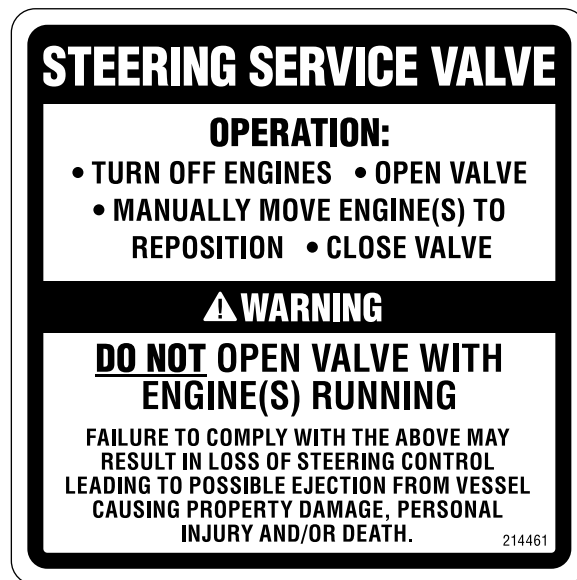 STEERING SERVICE VALVE
OPERATION:
• TURN OFF ENGINES • OPEN VALVE
• MANUALLY MOVE ENGINE(S) TO
REPOSITION • CLOSE VALVE
⚠ WARNING
DO NOT OPEN VALVE WITH
ENGINE(S) RUNNING
FAILURE TO COMPLY WITH THE ABOVE MAY
RESULT IN LOSS OF STEERING CONTROL
LEADING TO POSSIBLE EJECTION FROM VESSEL
CAUSING PROPERTY DAMAGE, PERSONAL
INJURY AND/OR DEATH.
214461